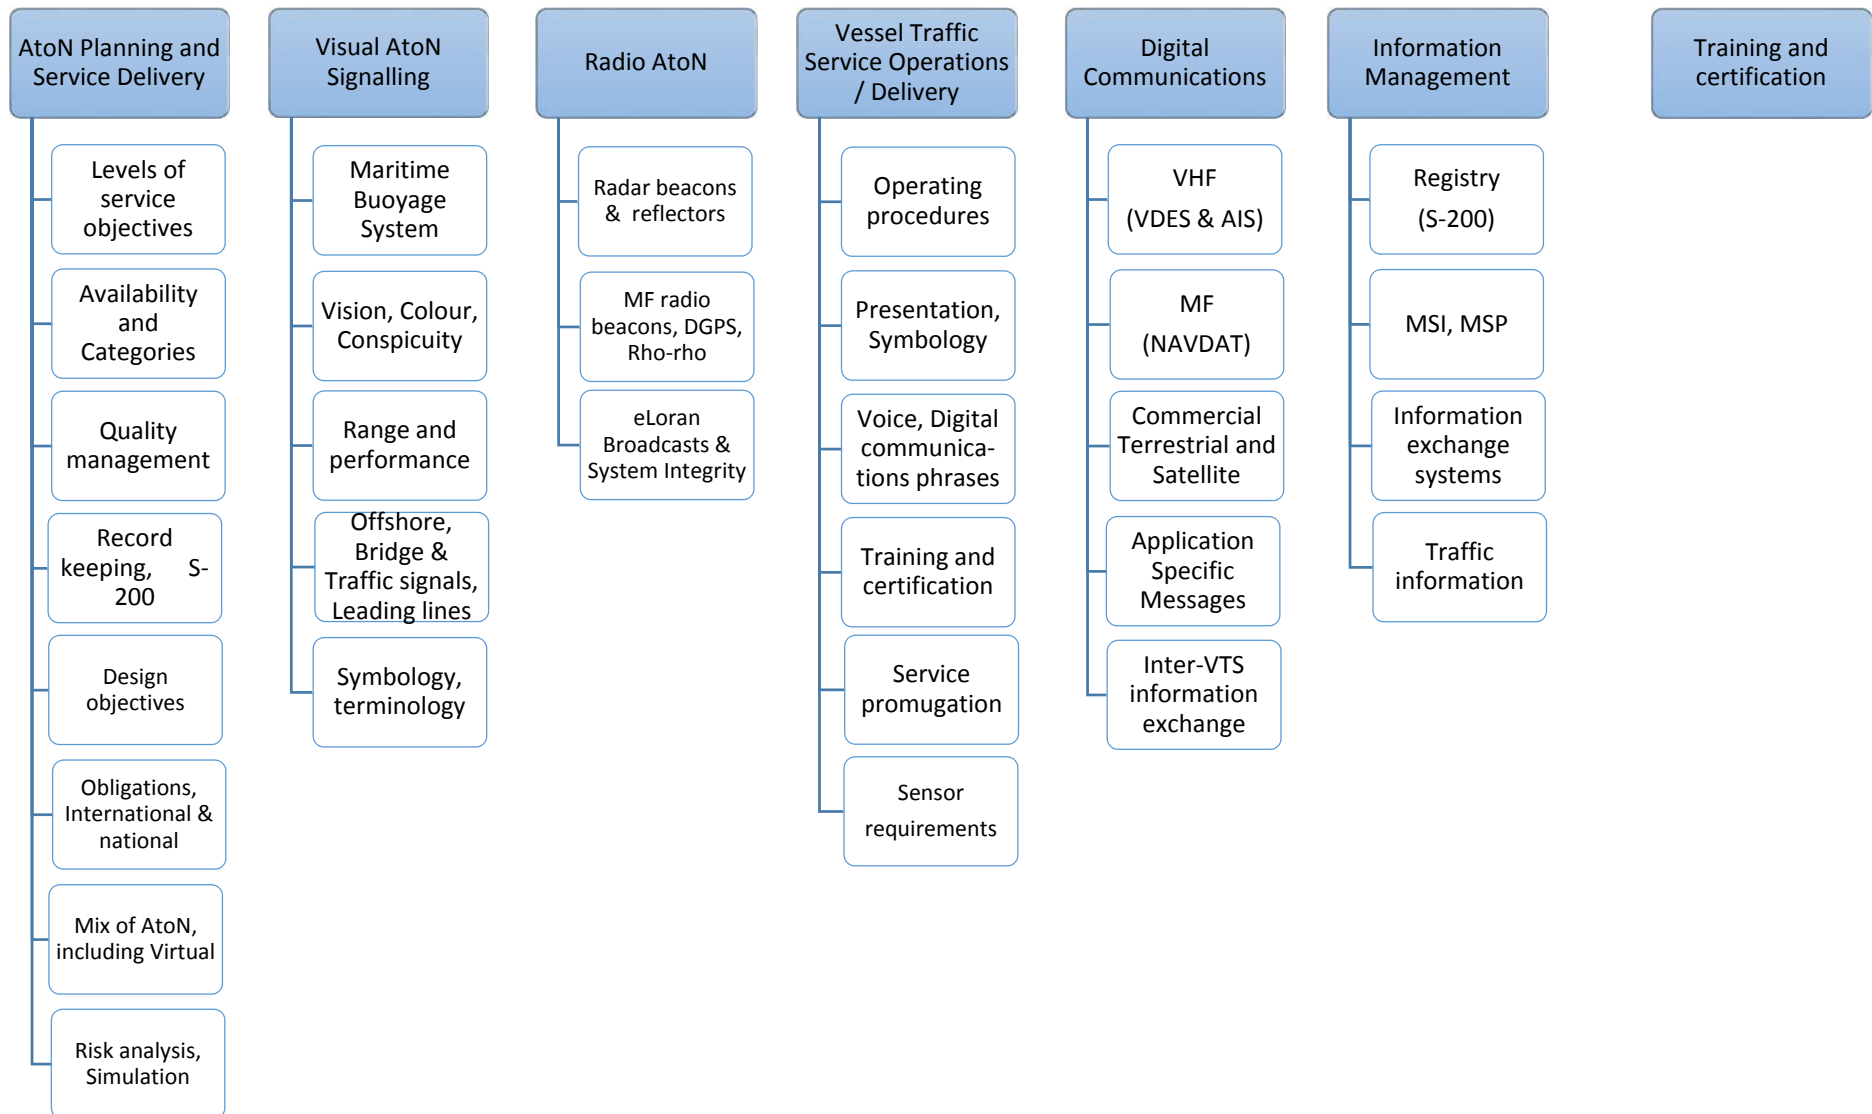 AtoN Planning and
Service Delivery
Levels of
service
objectives
Availability
and
Categories
Quality
management
Record
keeping, S-
200
Design
objectives
Obligations,
International &
national
Mix of AtoN,
including Virtual
Risk analysis,
Simulation
Visual AtoN
Signalling
Maritime
Buoyage
System
Vision, Colour,
Conspicuity
Range and
performance
Offshore,
Bridge &
Traffic signals,
Leading lines
Symbology,
terminology
Radio AtoN
Radar beacons
& reflectors
MF radio
beacons, DGPS,
Rho-rho
eLoran
Broadcasts &
System Integrity
Vessel Traffic
Service Operations
/ Delivery
Operating
procedures
Presentation,
Symbology
Voice, Digital
communica-
tions phrases
Training and
certification
Service
promugation
Sensor
requirements
Digital
Communications
VHF
(VDES & AIS)
MF
(NAVDAT)
Commercial
Terrestrial and
Satellite
Application
Specific
Messages
Inter-VTS
information
exchange
Information
Management
Registry
(S-200)
MSI, MSP
Information
exchange
systems
Traffic
information
Training and
certification